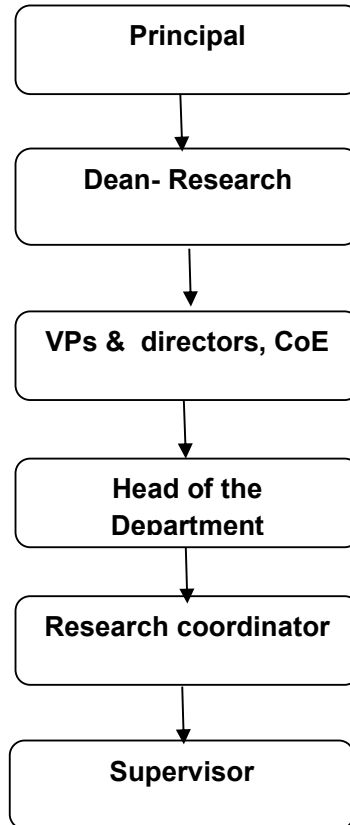 Principal
Dean- Research
VPs &  directors, CoE
Head of the
Department
Research coordinator
Supervisor